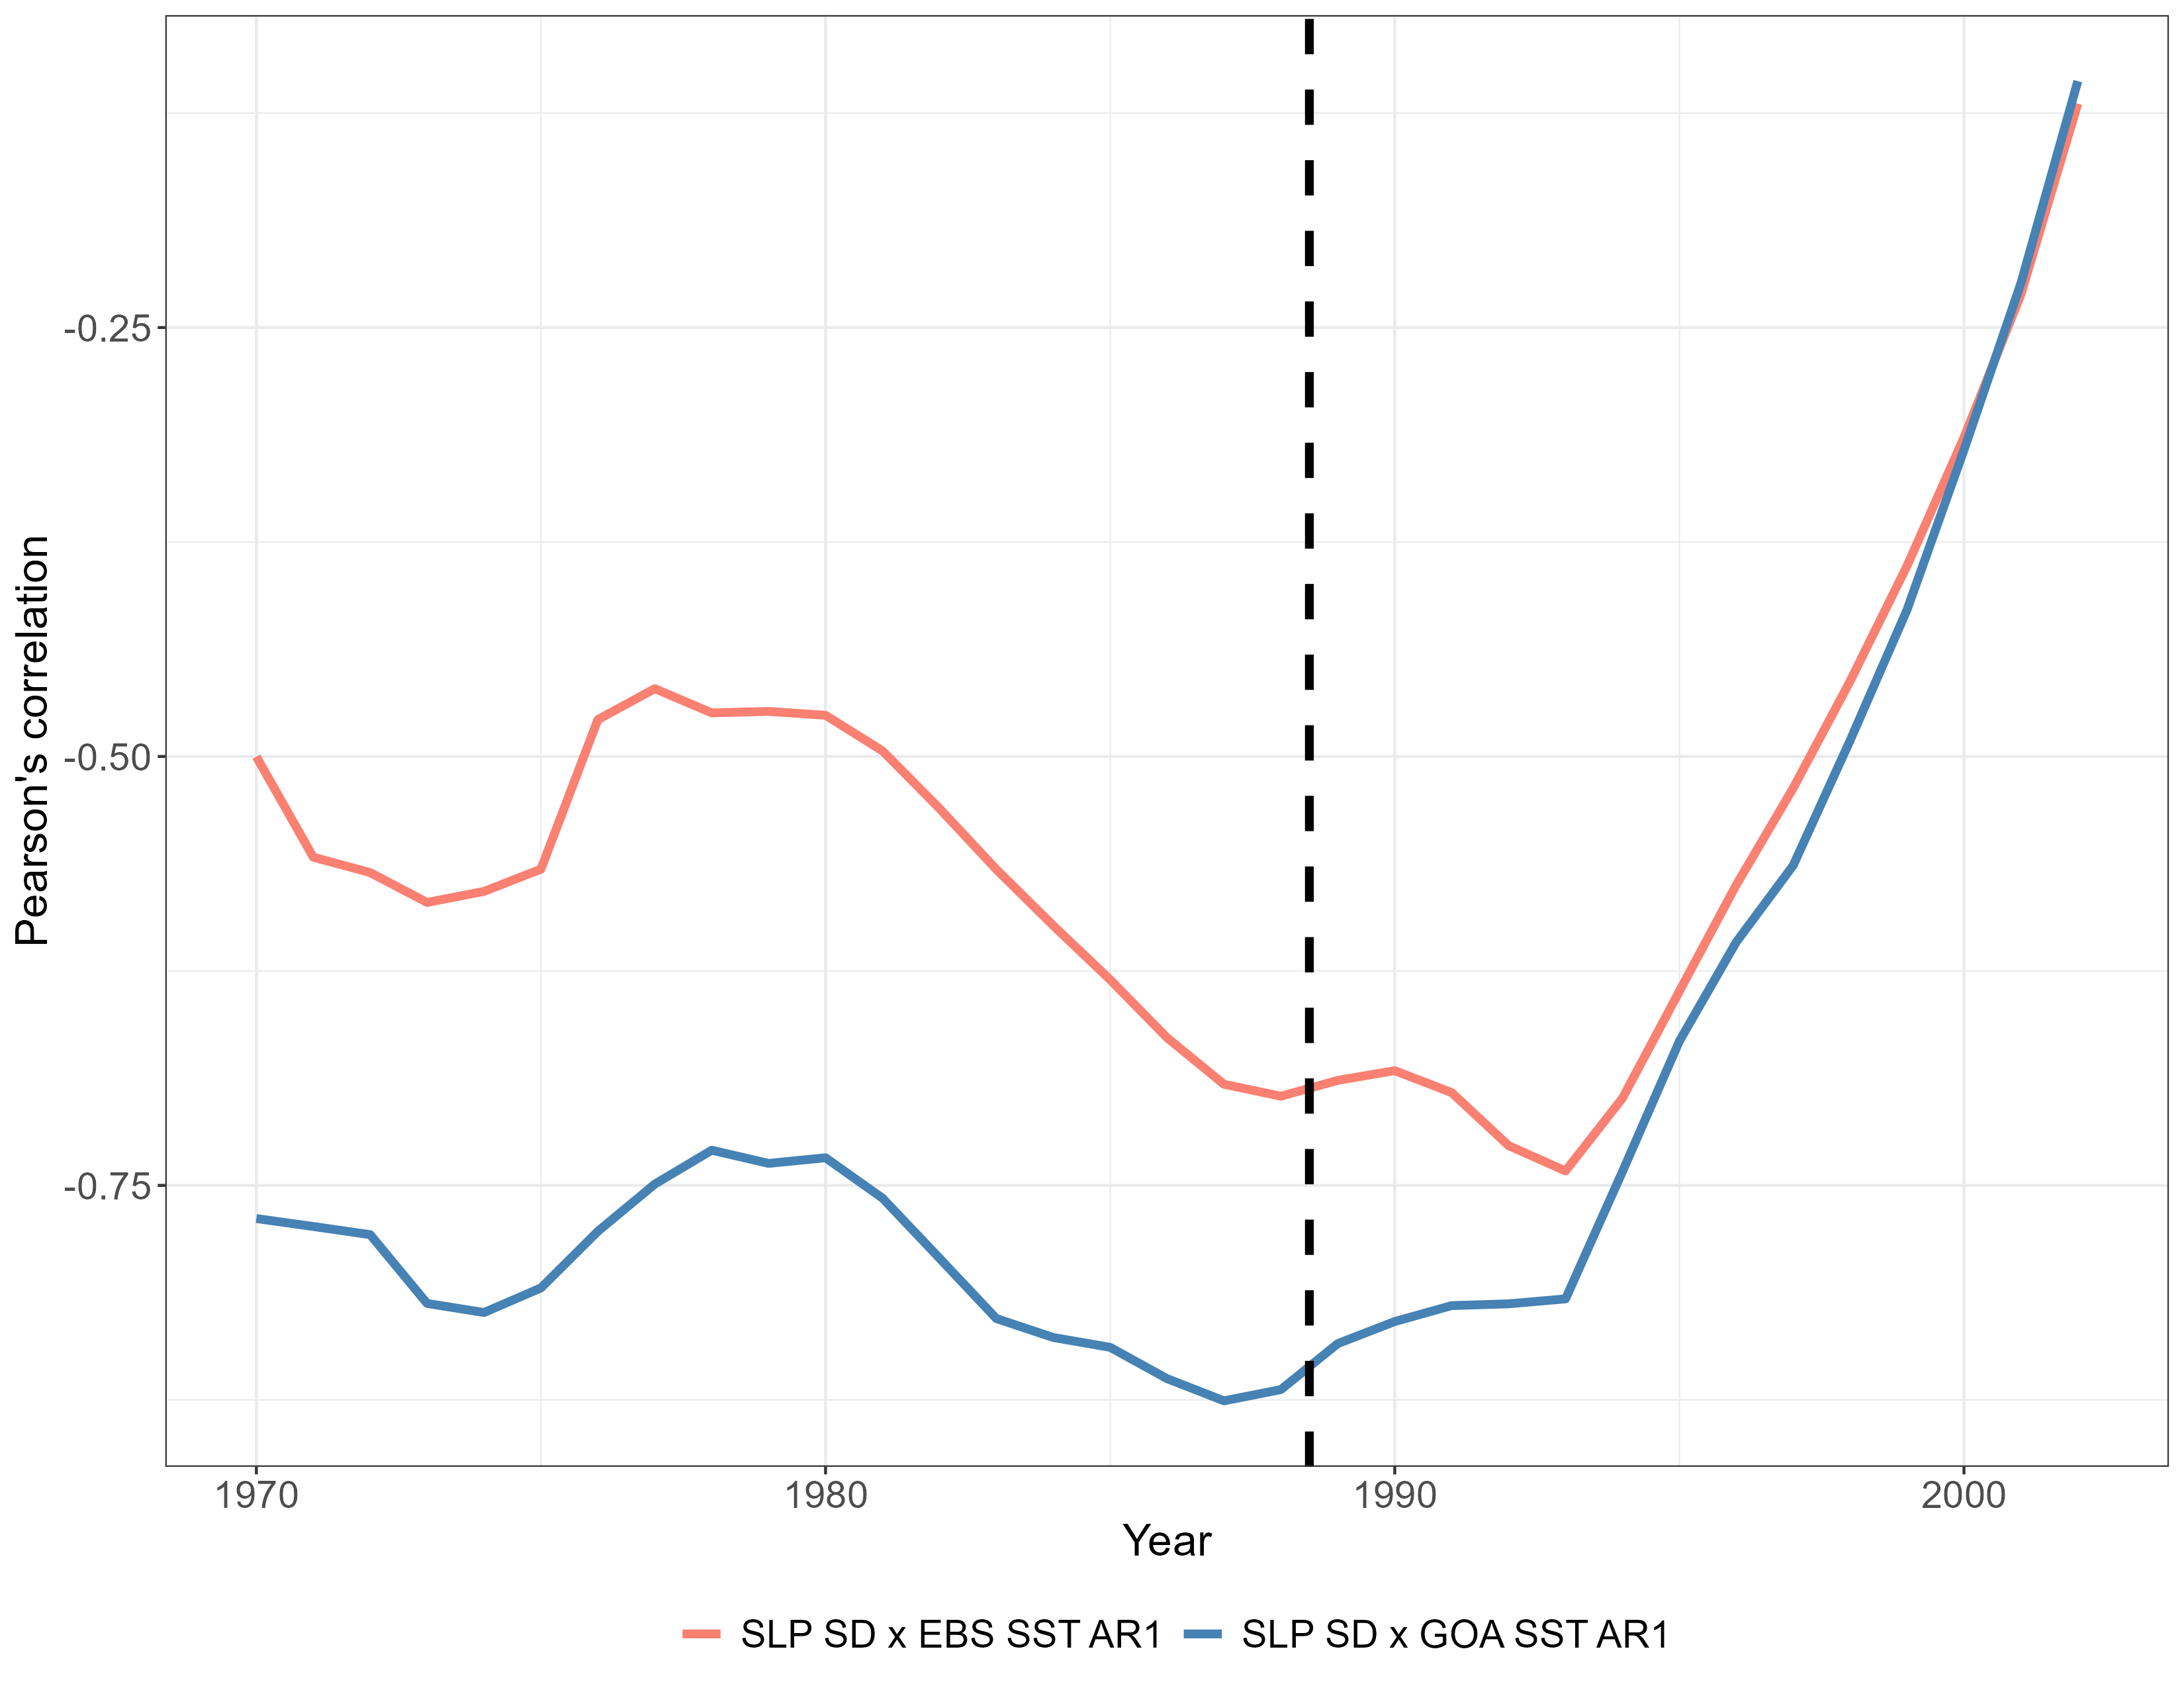 Pearson's correlation
-0.25
-0.50
-0.75
1970 1980 1990 2000
Year
SLP SD x EBS SST AR1 SLP SD x GOA SST AR1